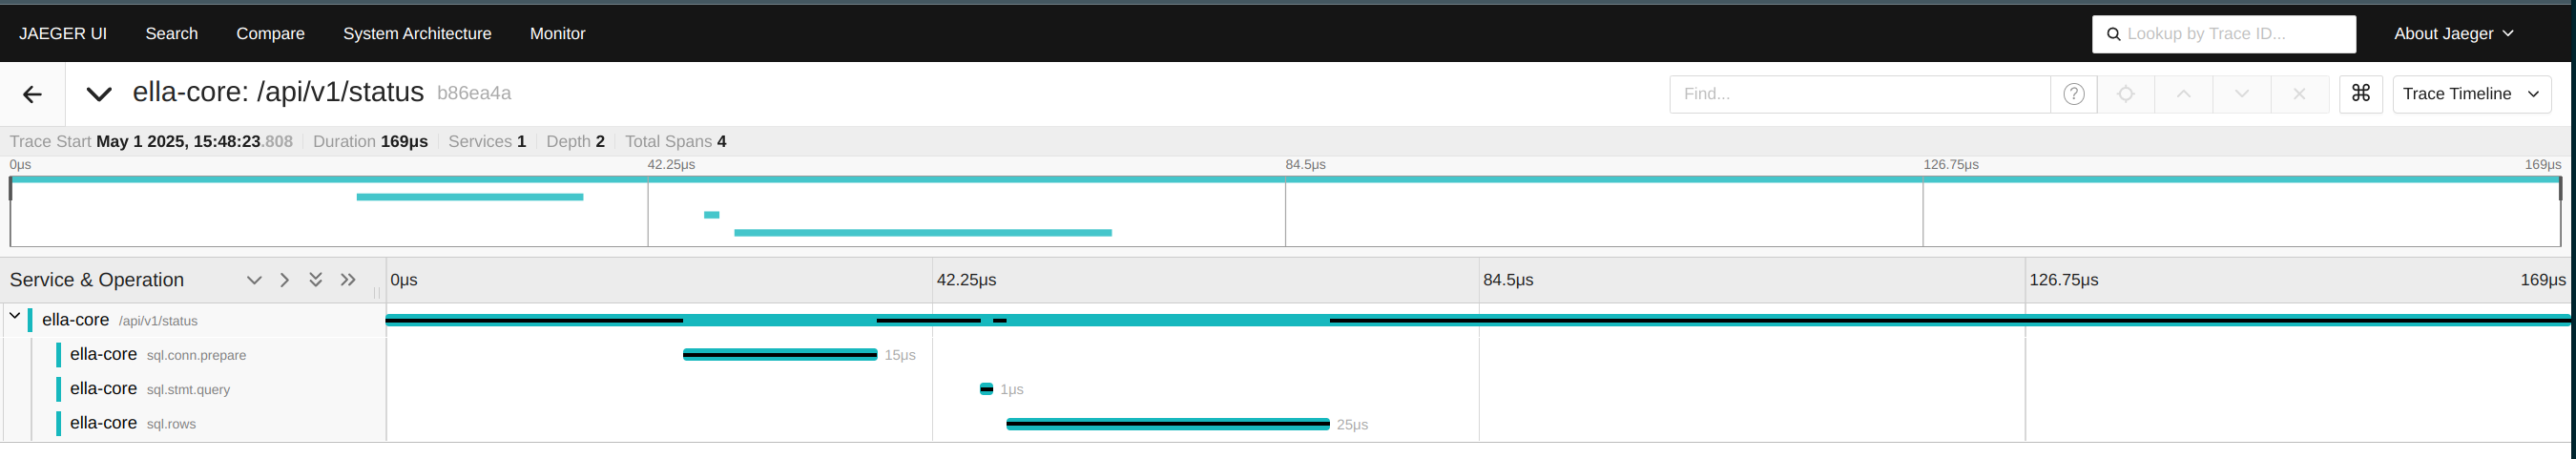 JAEGER UI Search Compare System Architecture Monitor Lookup by Trace ID... About Jaeger
ella-core: /api/v1/status b86ea4a Find... ? ⌘ Trace Timeline
Trace Start May 1 2025, 15:48:23.808 Duration 169μs Services 1 Depth 2 Total Spans 4
0μs 42.25μs 84.5μs 126.75μs 169μs
Service & Operation 0μs 42.25μs 84.5μs 126.75μs 169μs
ella-core /api/v1/status
ella-core sql.conn.prepare 15μs
ella-core sql.stmt.query 1μs
ella-core sql.rows 25μs